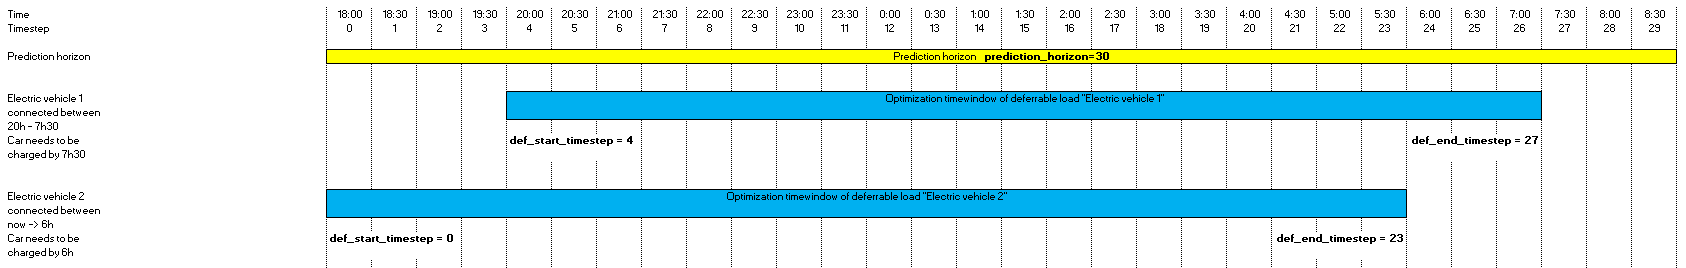 Time 18:00 18:30 19:00 19:30 20:00 20:30 21:00 21:30 22:00 22:30 23:00 23:30 0:00 0:30 1:00 1:30 2:00 2:30 3:00 3:30 4:00 4:30 5:00 5:30 6:00 6:30 7:00 7:30 8:00 8:30
Timestep 0 1 2 3 4 5 6 7 8 9 10 11 12 13 14 15 16 17 18 19 20 21 22 23 24 25 26 27 28 29
Prediction horizon Prediction horizon prediction_horizon=30
Electric vehicle 1 Optimization timewindow of deferrable load "Electric vehicle 1"
connected between
20h - 7h30
Car needs to be def_start_timestep = 4 def_end_timestep = 27
charged by 7h30
Electric vehicle 2 Optimization timewindow of deferrable load "Electric vehicle 2"
connected between
now -> 6h
Car needs to be def_start_timestep = 0 def_end_timestep = 23
charged by 6h